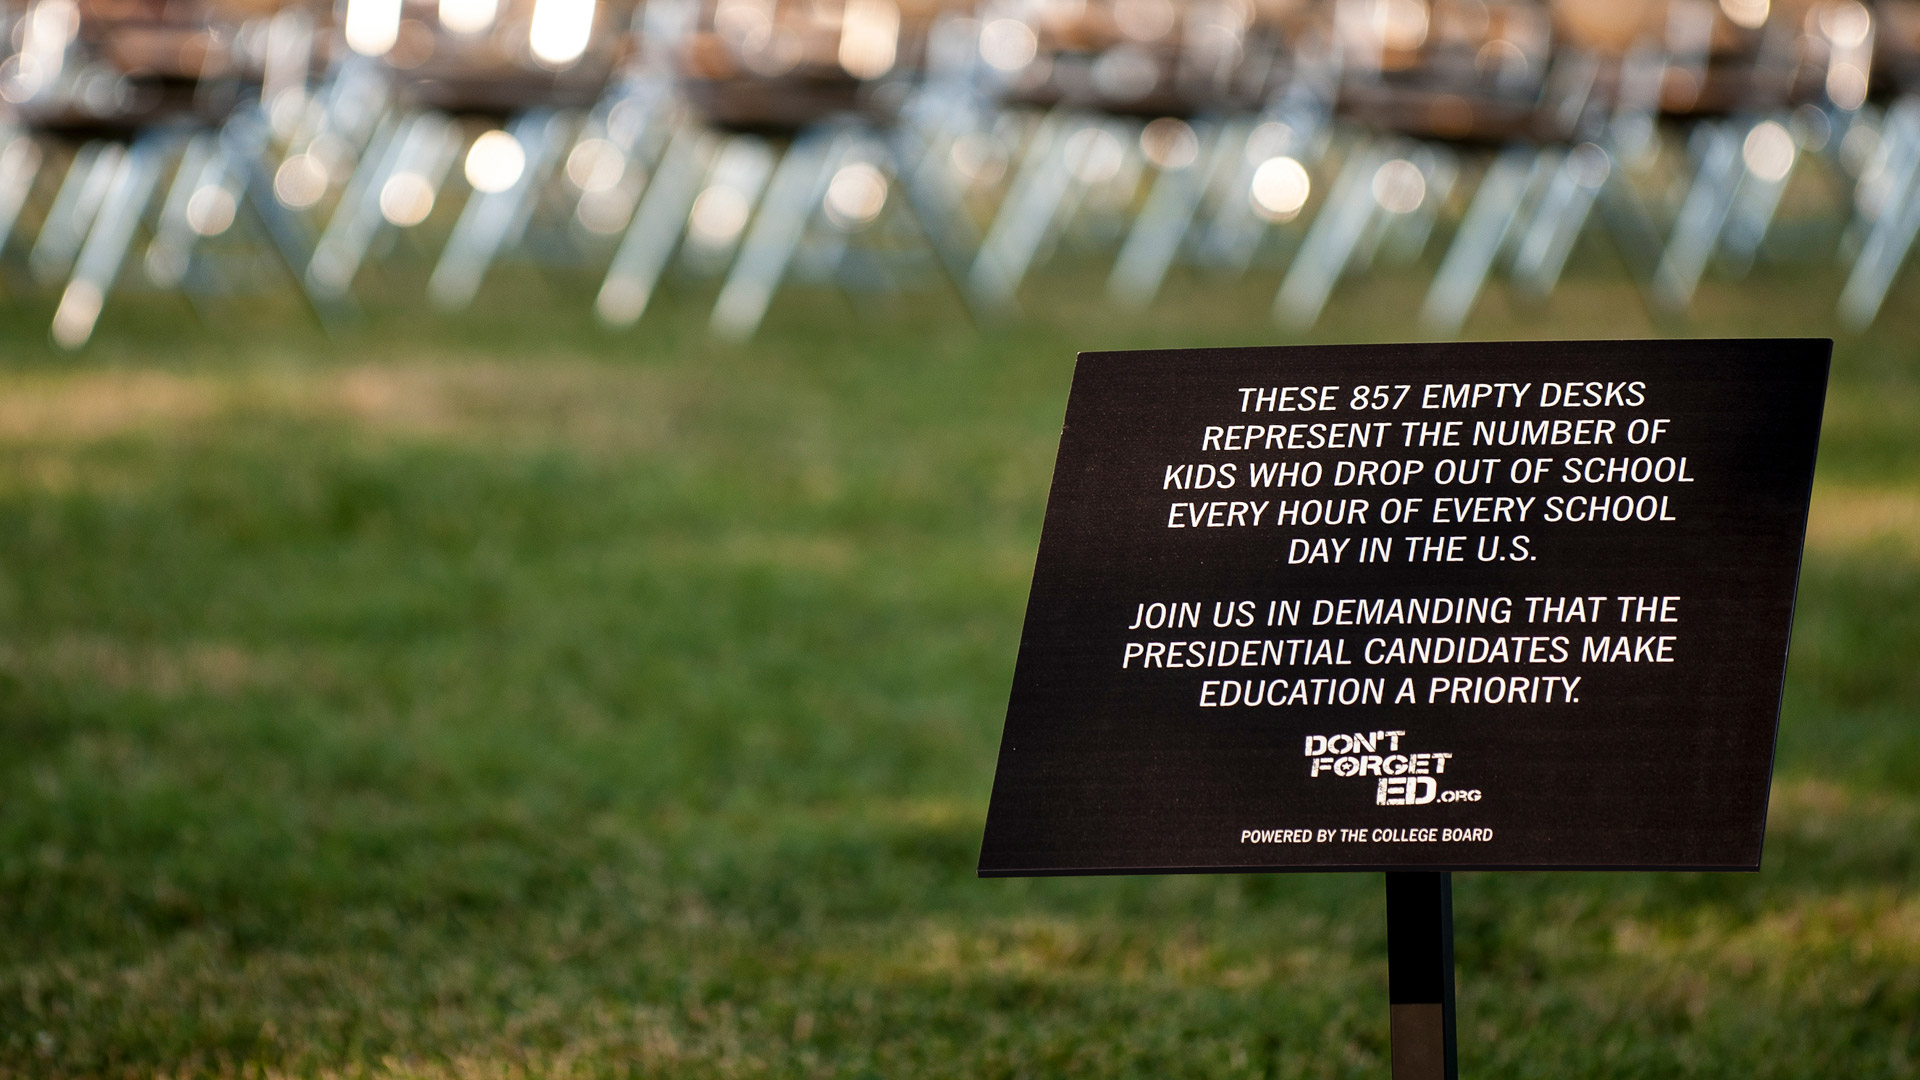 THESE 857 EMPTY DESKS
REPRESENT THE NUMBER OF
KIDS WHO DROP OUT OF SCHOOL
EVERY HOUR OF EVERY SCHOOL
DAY IN THE U.S.
JOIN US IN DEMANDING THAT THE
PRESIDENTIAL CANDIDATES MAKE
EDUCATION A PRIORITY.
DON'T
FORGET
ED.ORG
POWERED BY THE COLLEGE BOARD